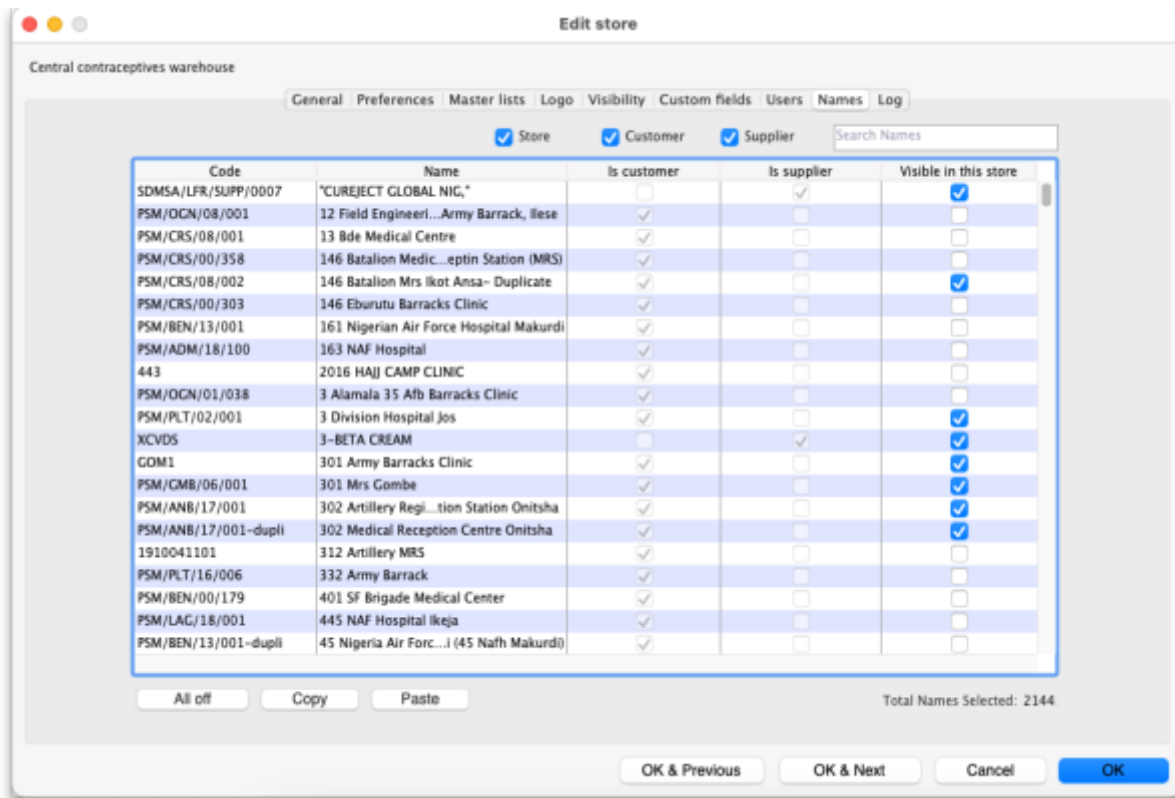 Edit store
Central contraceptives warehouse
General Preferences Master lists Logo Visibility Custom fields Users Names Log
Store Customer Supplier Search Names
Code Name Is customer Is supplier Visible in this store
SDMSA/LFR/SUPP/0007 "CUREJECT GLOBAL NIG,"
PSM/OGN/08/001 12 Field Engineeri...Army Barrack, Ilese
PSM/CRS/08/001 13 Bde Medical Centre
PSM/CRS/00/358 146 Batalion Medic...eptin Station (MRS)
PSM/CRS/08/002 146 Batalion Mrs Ikot Ansa- Duplicate
PSM/CRS/00/303 146 Eburutu Barracks Clinic
PSM/BEN/13/001 161 Nigerian Air Force Hospital Makurdi
PSM/ADM/18/100 163 NAF Hospital
443 2016 HAJJ CAMP CLINIC
PSM/OGN/01/038 3 Alamala 35 Afb Barracks Clinic
PSM/PLT/02/001 3 Division Hospital Jos
XCVDS 3-BETA CREAM
GOM1 301 Army Barracks Clinic
PSM/GMB/06/001 301 Mrs Gombe
PSM/ANB/17/001 302 Artillery Regi...tion Station Onitsha
PSM/ANB/17/001-dupli 302 Medical Reception Centre Onitsha
1910041101 312 Artillery MRS
PSM/PLT/16/006 332 Army Barrack
PSM/BEN/00/179 401 SF Brigade Medical Center
PSM/LAG/18/001 445 NAF Hospital Ikeja
PSM/BEN/13/001-dupli 45 Nigeria Air Forc...i (45 Nafh Makurdi)
All off Copy Paste Total Names Selected: 2144
OK & Previous OK & Next Cancel OK